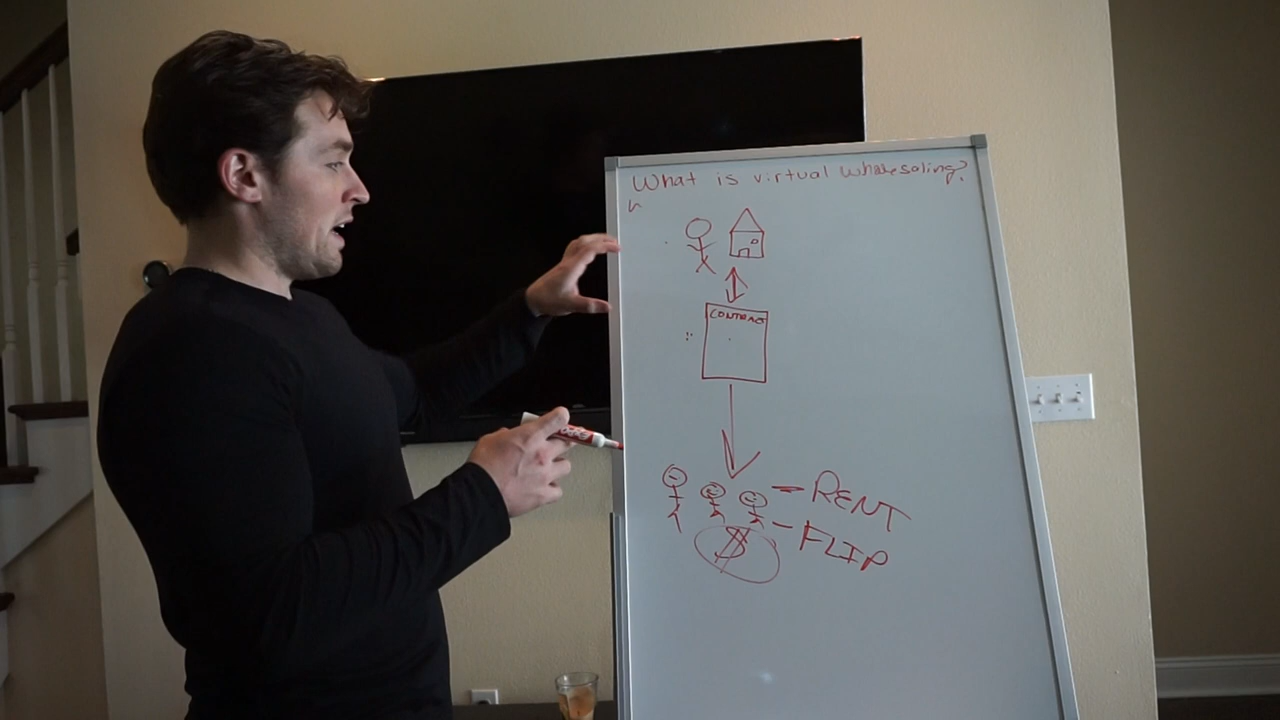 What is virtual wholesaling?
CONTRACT
– RENT
– FLIP
$